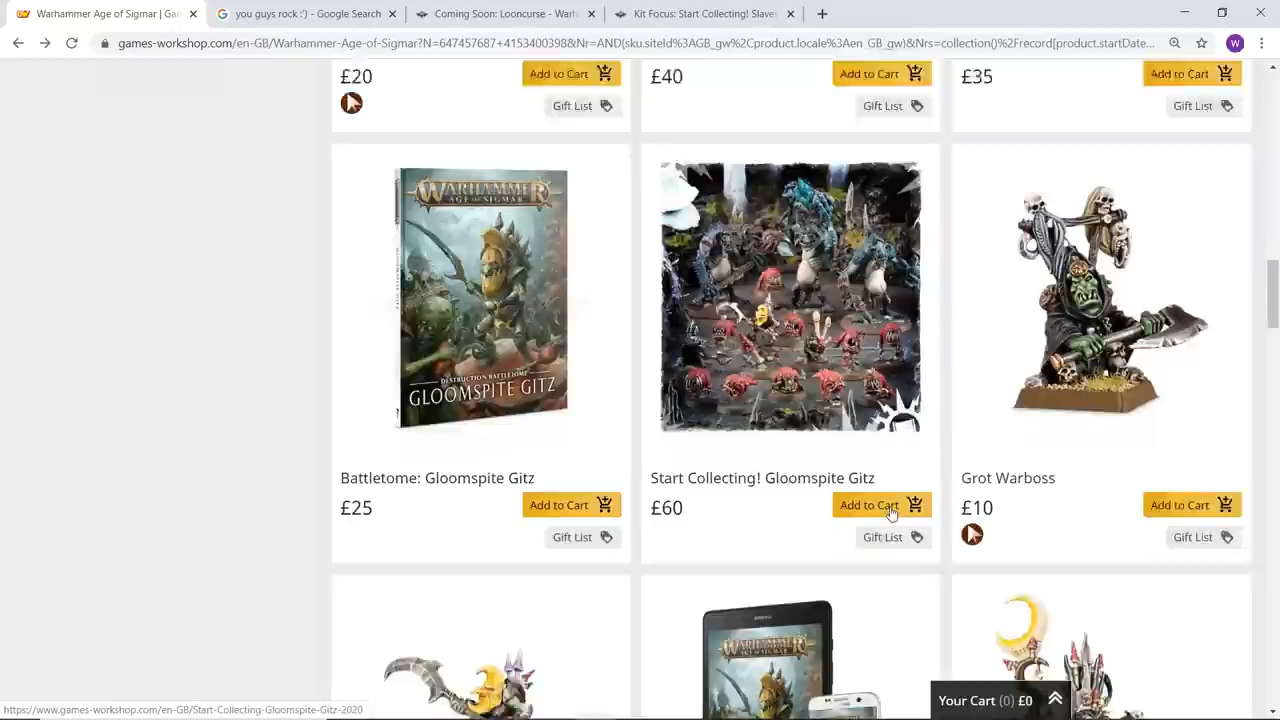 Warhammer Age of Sigmar | Gan
you guys rock :') - Google Search
Coming Soon: Looncurse - Warh
Kit Focus: Start Collecting! Slaves
games-workshop.com/en-GB/Warhammer-Age-of-Sigmar?N=647457687+4153400398&Nr=AND(sku.siteId%3AGB_gw%2Cproduct.locale%3Aen_GB_gw)&Nrs=collection()%2Frecord[product.startDate...
W
£20
Add to Cart
£40
Add to Cart
£35
Add to Cart
Gift List
Gift List
Gift List
WARHAMMER
AGE OF SIGMAR
DESTRUCTION BATTLETOME
GLOOMSPITE GITZ
Battletome: Gloomspite Gitz
Start Collecting! Gloomspite Gitz
Grot Warboss
£25
Add to Cart
£60
Add to Cart
£10
Add to Cart
Gift List
Gift List
Gift List
WARHAMMER
AGE OF SIGMAR
Your Cart (0) £0
https://www.games-workshop.com/en-GB/Start-Collecting-Gloomspite-Gitz-2020